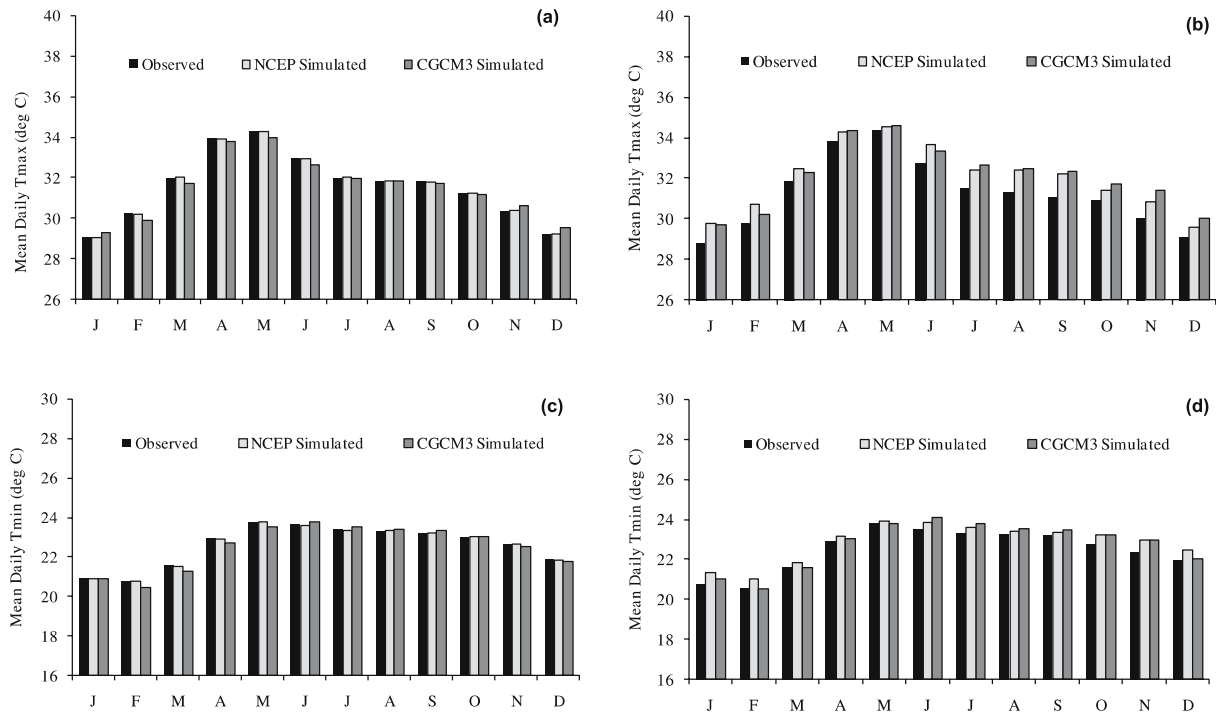 (a)
Mean Daily Tmax (deg C)
40
38
36
34
32
30
28
26
Observed NCEP Simulated CGCM3 Simulated
J F M A M J J A S O N D
(b)
Mean Daily Tmax (deg C)
40
38
36
34
32
30
28
26
Observed NCEP Simulated CGCM3 Simulated
J F M A M J J A S O N D
(c)
Mean Daily Tmin (deg C)
30
28
26
24
22
20
18
16
Observed NCEP Simulated CGCM3 Simulated
J F M A M J J A S O N D
(d)
Mean Daily Tmin (deg C)
30
28
26
24
22
20
18
16
Observed NCEP Simulated CGCM3 Simulated
J F M A M J J A S O N D